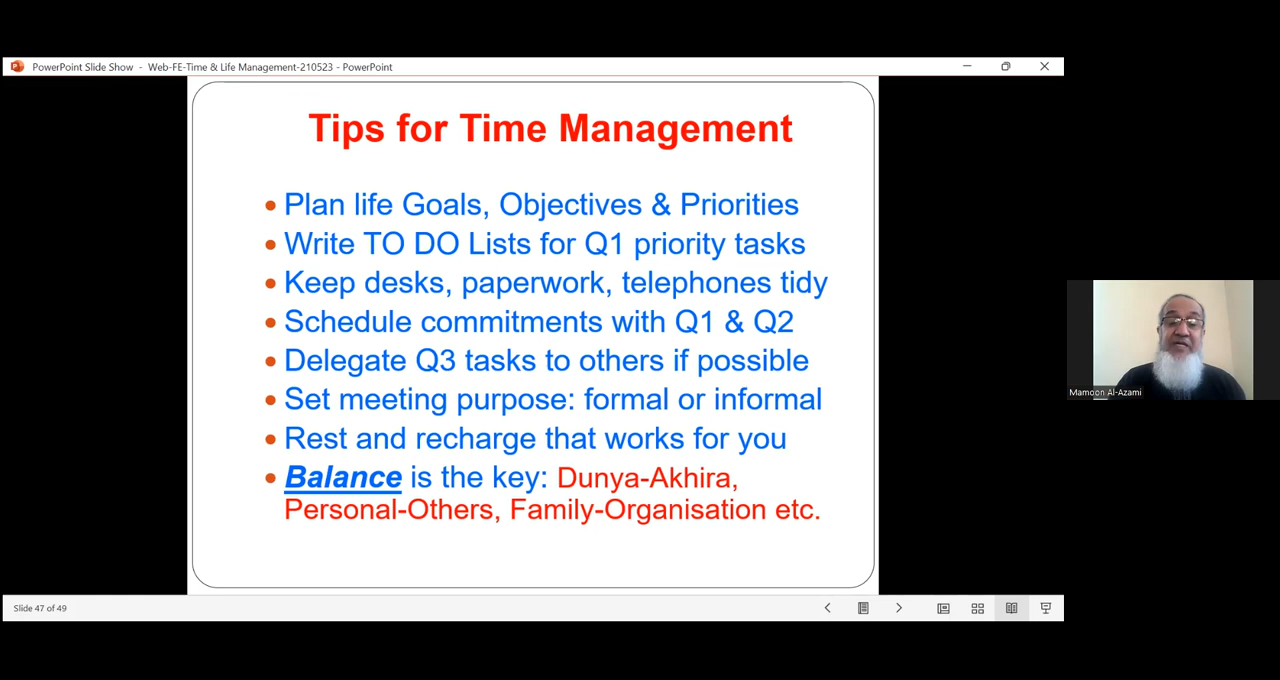 PowerPoint Slide Show - Web-FE-Time & Life Management-210523 - PowerPoint
Tips for Time Management
• Plan life Goals, Objectives & Priorities
• Write TO DO Lists for Q1 priority tasks
• Keep desks, paperwork, telephones tidy
• Schedule commitments with Q1 & Q2
• Delegate Q3 tasks to others if possible
• Set meeting purpose: formal or informal
• Rest and recharge that works for you
• Balance is the key: Dunya-Akhira,
Personal-Others, Family-Organisation etc.
Mamoon Al-Azami
Slide 47 of 49